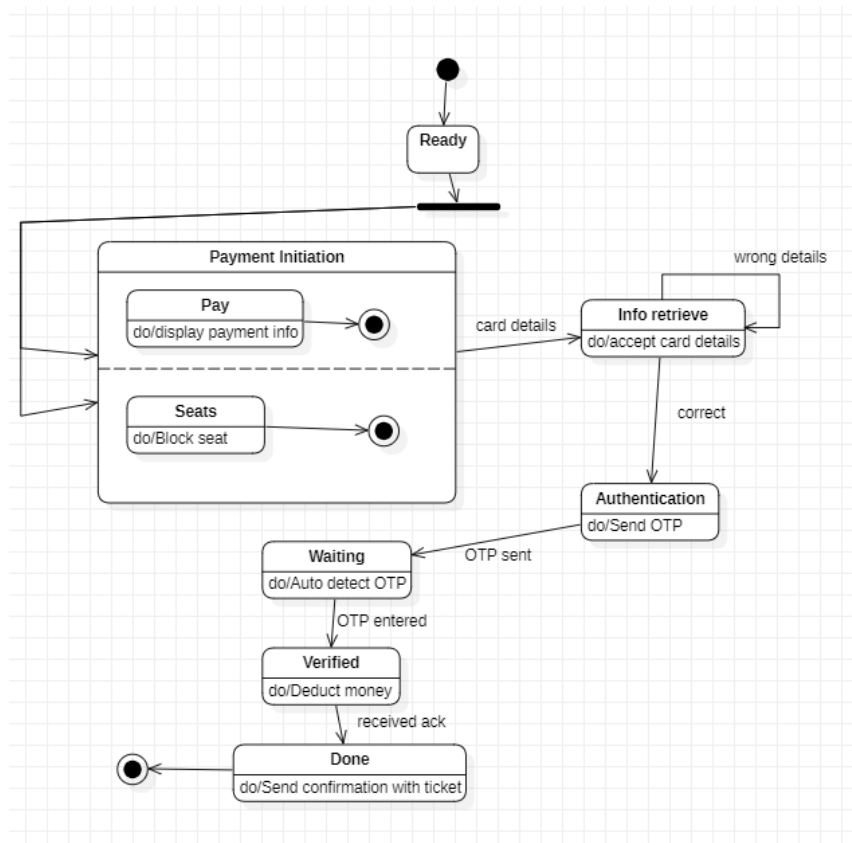 Ready
Payment Initiation
Pay
do/display payment info
Seats
do/Block seat
card details
wrong details
Info retrieve
do/accept card details
correct
Authentication
do/Send OTP
OTP sent
Waiting
do/Auto detect OTP
OTP entered
Verified
do/Deduct money
received ack
Done
do/Send confirmation with ticket